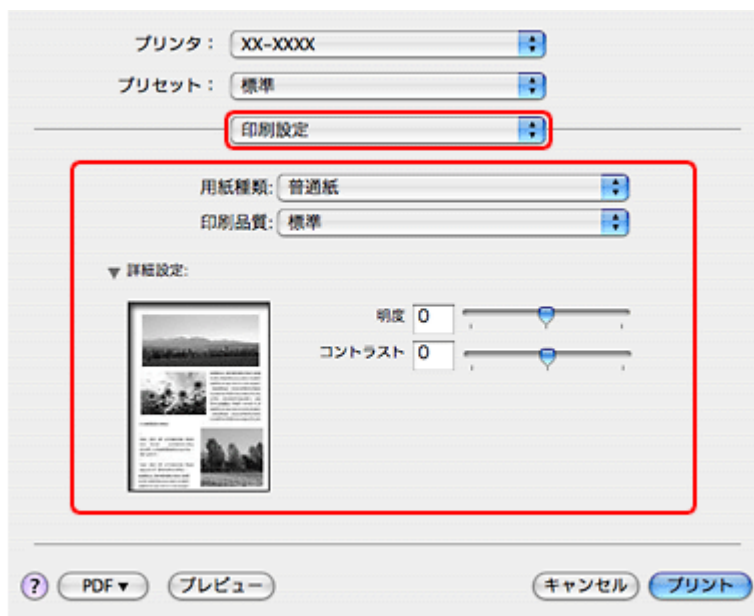 プリンタ： XX-XXXX
プリセット： 標準
印刷設定
用紙種類: 普通紙
印刷品質: 標準
▼ 詳細設定:
明度 0
コントラスト 0
? PDF▼ プレビュー キャンセル プリント